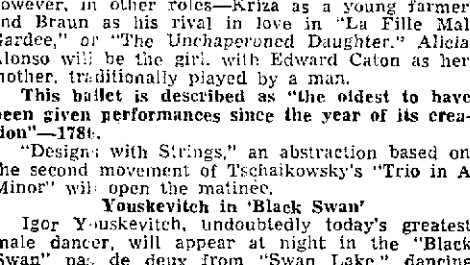 owever, in other roles—Kriza as a young farmer
nd Braun as his rival in love in "La Fille Mal
ardee," or "The Unchaperoned Daughter." Alicia
lonso will be the girl, with Edward Caton as her
nother, traditionally played by a man.
This ballet is described as "the oldest to have
een given performances since the year of its crea-
ion"—
"Designs with Strings," an abstraction based on
he second movement of Tschaikowsky's "Trio in A
Minor" will open the matinee.
Youskevitch in 'Black Swan'
Igor Youskevitch, undoubtedly today's greatest
male dancer, will appear at night in the "Black
Swan" pas de deux from "Swan Lake," dancing